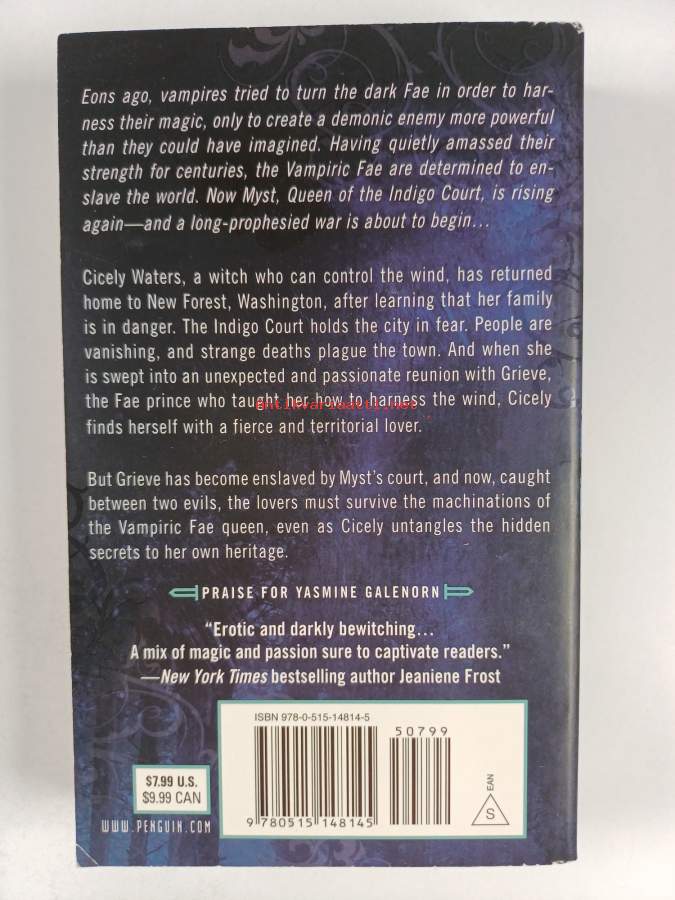 Eons ago, vampires tried to turn the dark Fae in order to har-
ness their magic, only to create a demonic enemy more powerful
than they could have imagined. Having quietly amassed their
strength for centuries, the Vampiric Fae are determined to en-
slave the world. Now Myst, Queen of the Indigo Court, is rising
again—and a long-prophesied war is about to begin...
Cicely Waters, a witch who can control the wind, has returned
home to New Forest, Washington, after learning that her family
is in danger. The Indigo Court holds the city in fear. People are
vanishing, and strange deaths plague the town. And when she
is swept into an unexpected and passionate reunion with Grieve,
the Fae prince who taught her how to harness the wind, Cicely
antikvariaatti.net
finds herself with a fierce and territorial lover.
But Grieve has become enslaved by Myst's court, and now, caught
between two evils, the lovers must survive the machinations of
the Vampiric Fae queen, even as Cicely untangles the hidden
secrets to her own heritage.
PRAISE FOR YASMINE GALENORN
“Erotic and darkly bewitching...
A mix of magic and passion sure to captivate readers.”
—New York Times bestselling author Jeaniene Frost
ISBN 978-0-515-14814-5
50799
9 780515 148145
EAN
S
$7.99 U.S.
$9.99 CAN
WWW.PENGUIN.COM